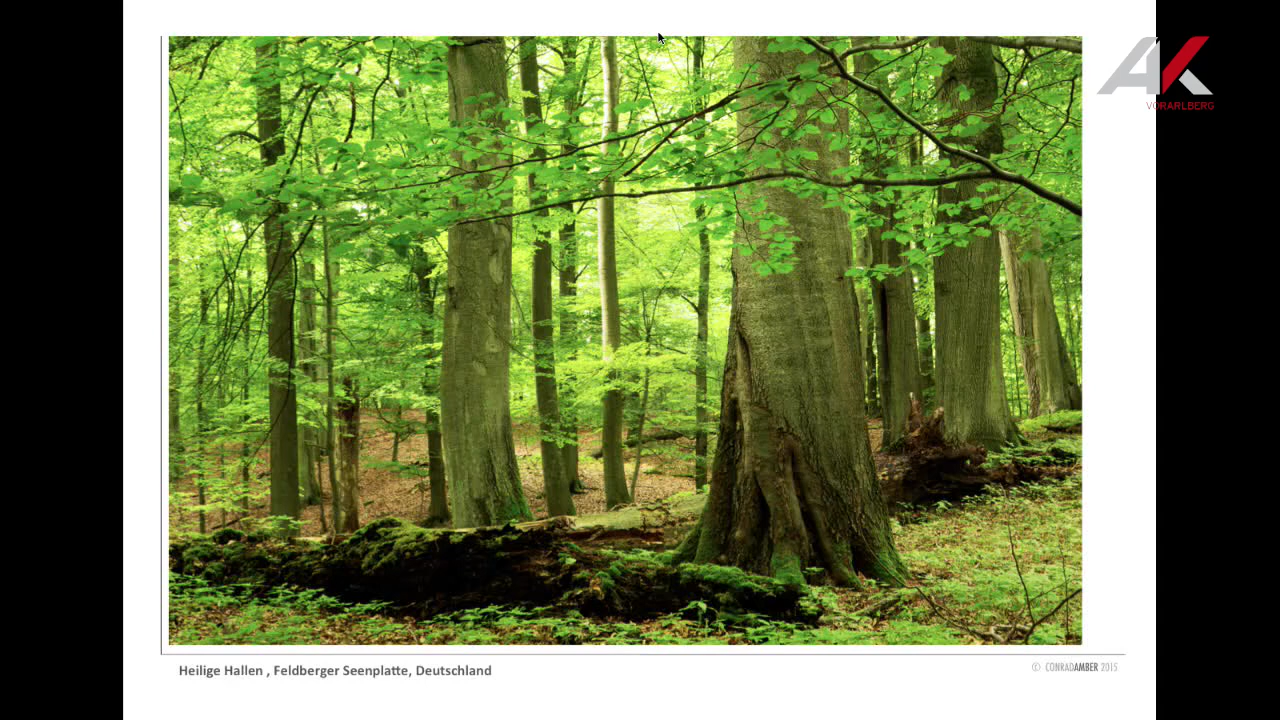 AK
VORARLBERG
Heilige Hallen , Feldberger Seenplatte, Deutschland
© CONRADAMBER 2015